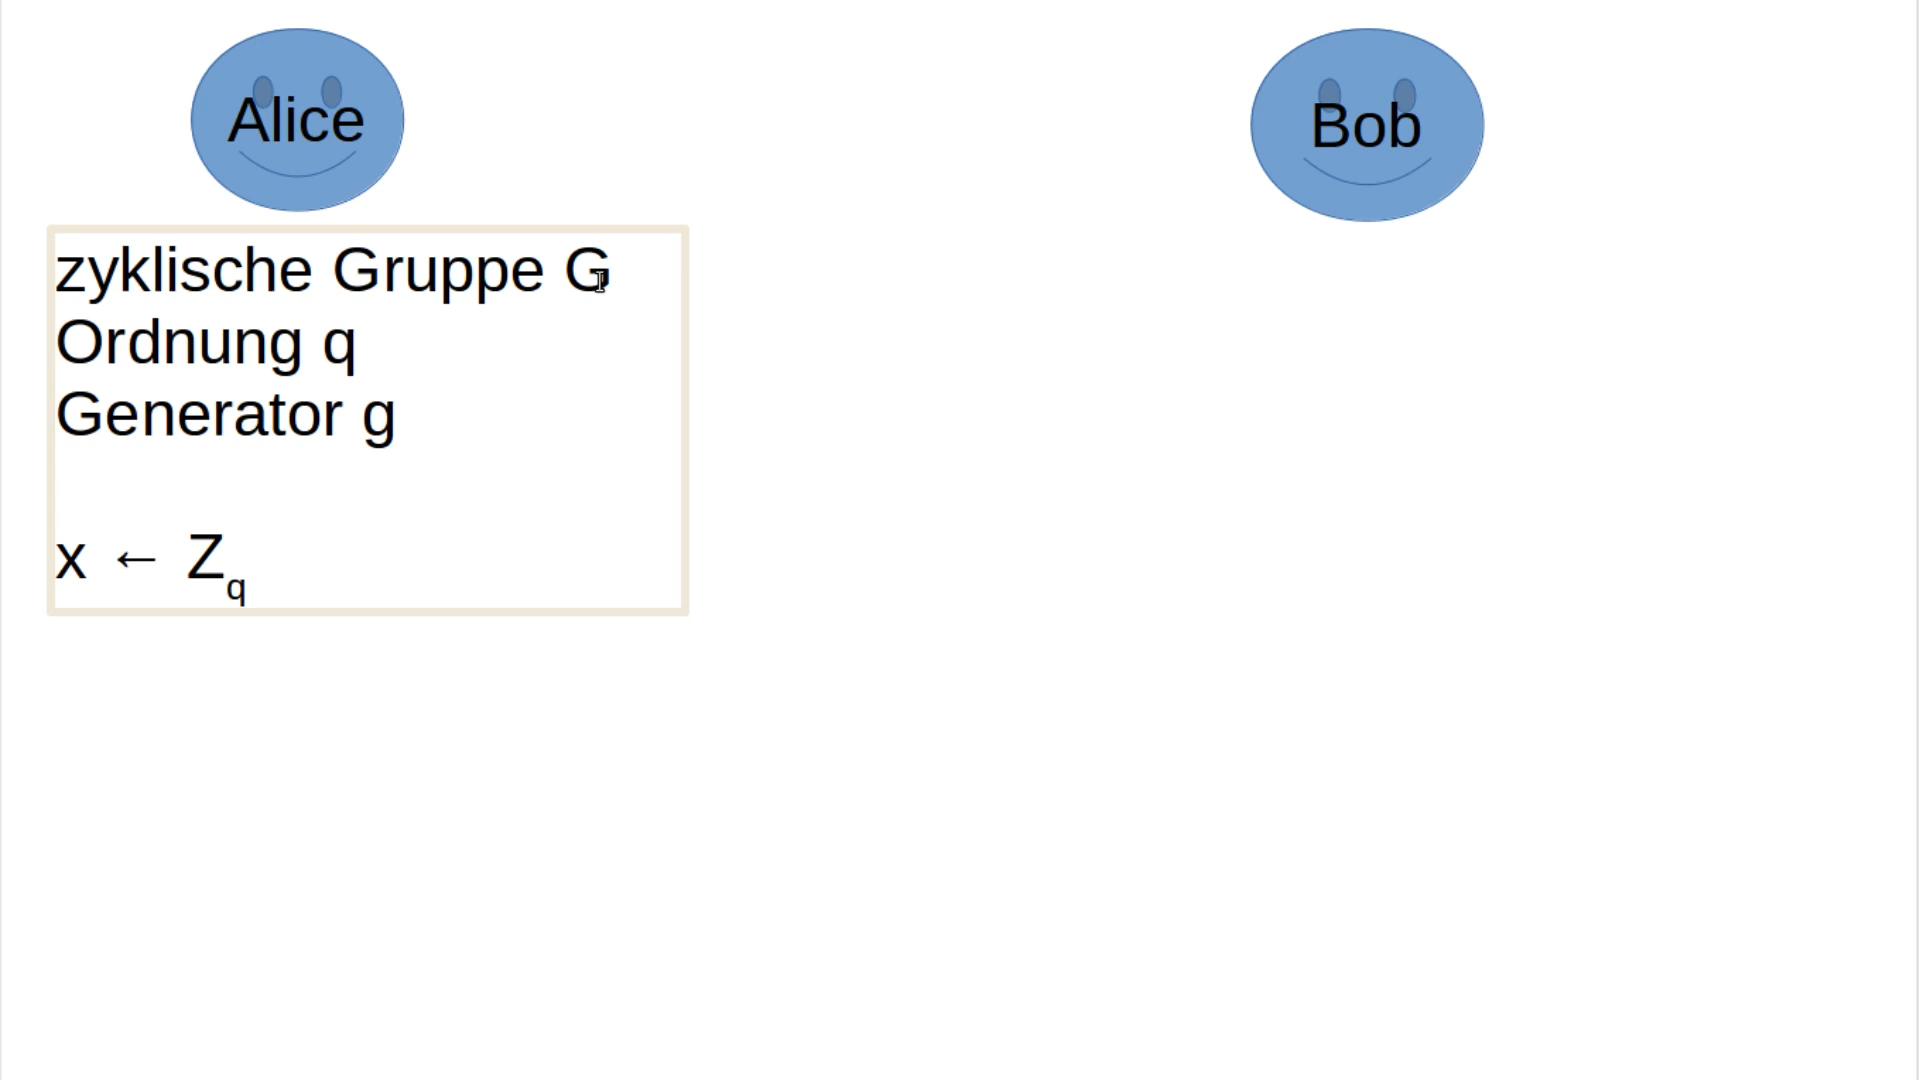 Alice
Bob
zyklische Gruppe G
Ordnung q
Generator g
x ← Zq